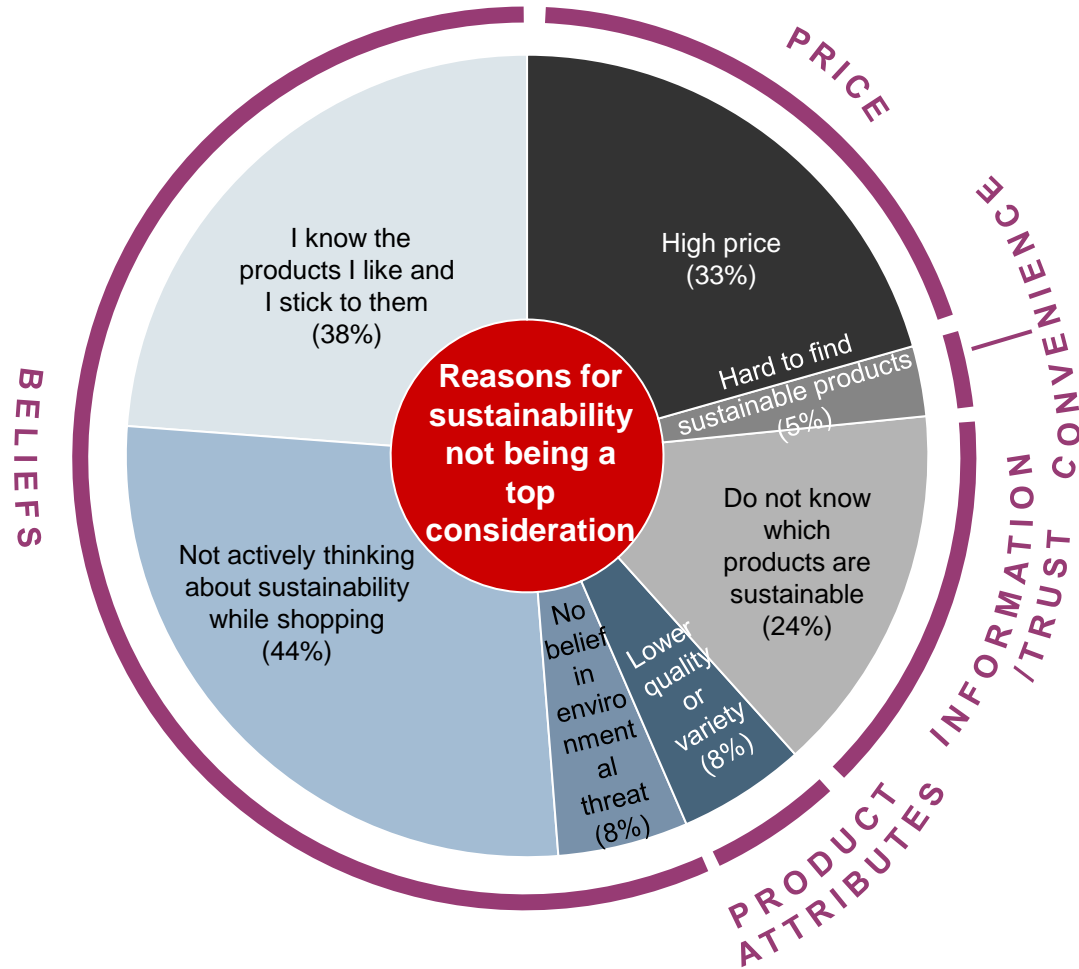 PRICE
CONVENIENCE
INFORMATION
/TRUST
PRODUCT
ATTRIBUTES
BELIEFS
High price
(33%)
Hard to find
sustainable products
(5%)
Do not know
which
products are
sustainable
(24%)
Lower
quality
or
variety
(8%)
No
belief
in
enviro
nment
al
threat
(8%)
Not actively thinking
about sustainability
while shopping
(44%)
I know the
products I like and
I stick to them
(38%)
Reasons for
sustainability
not being a
top
consideration